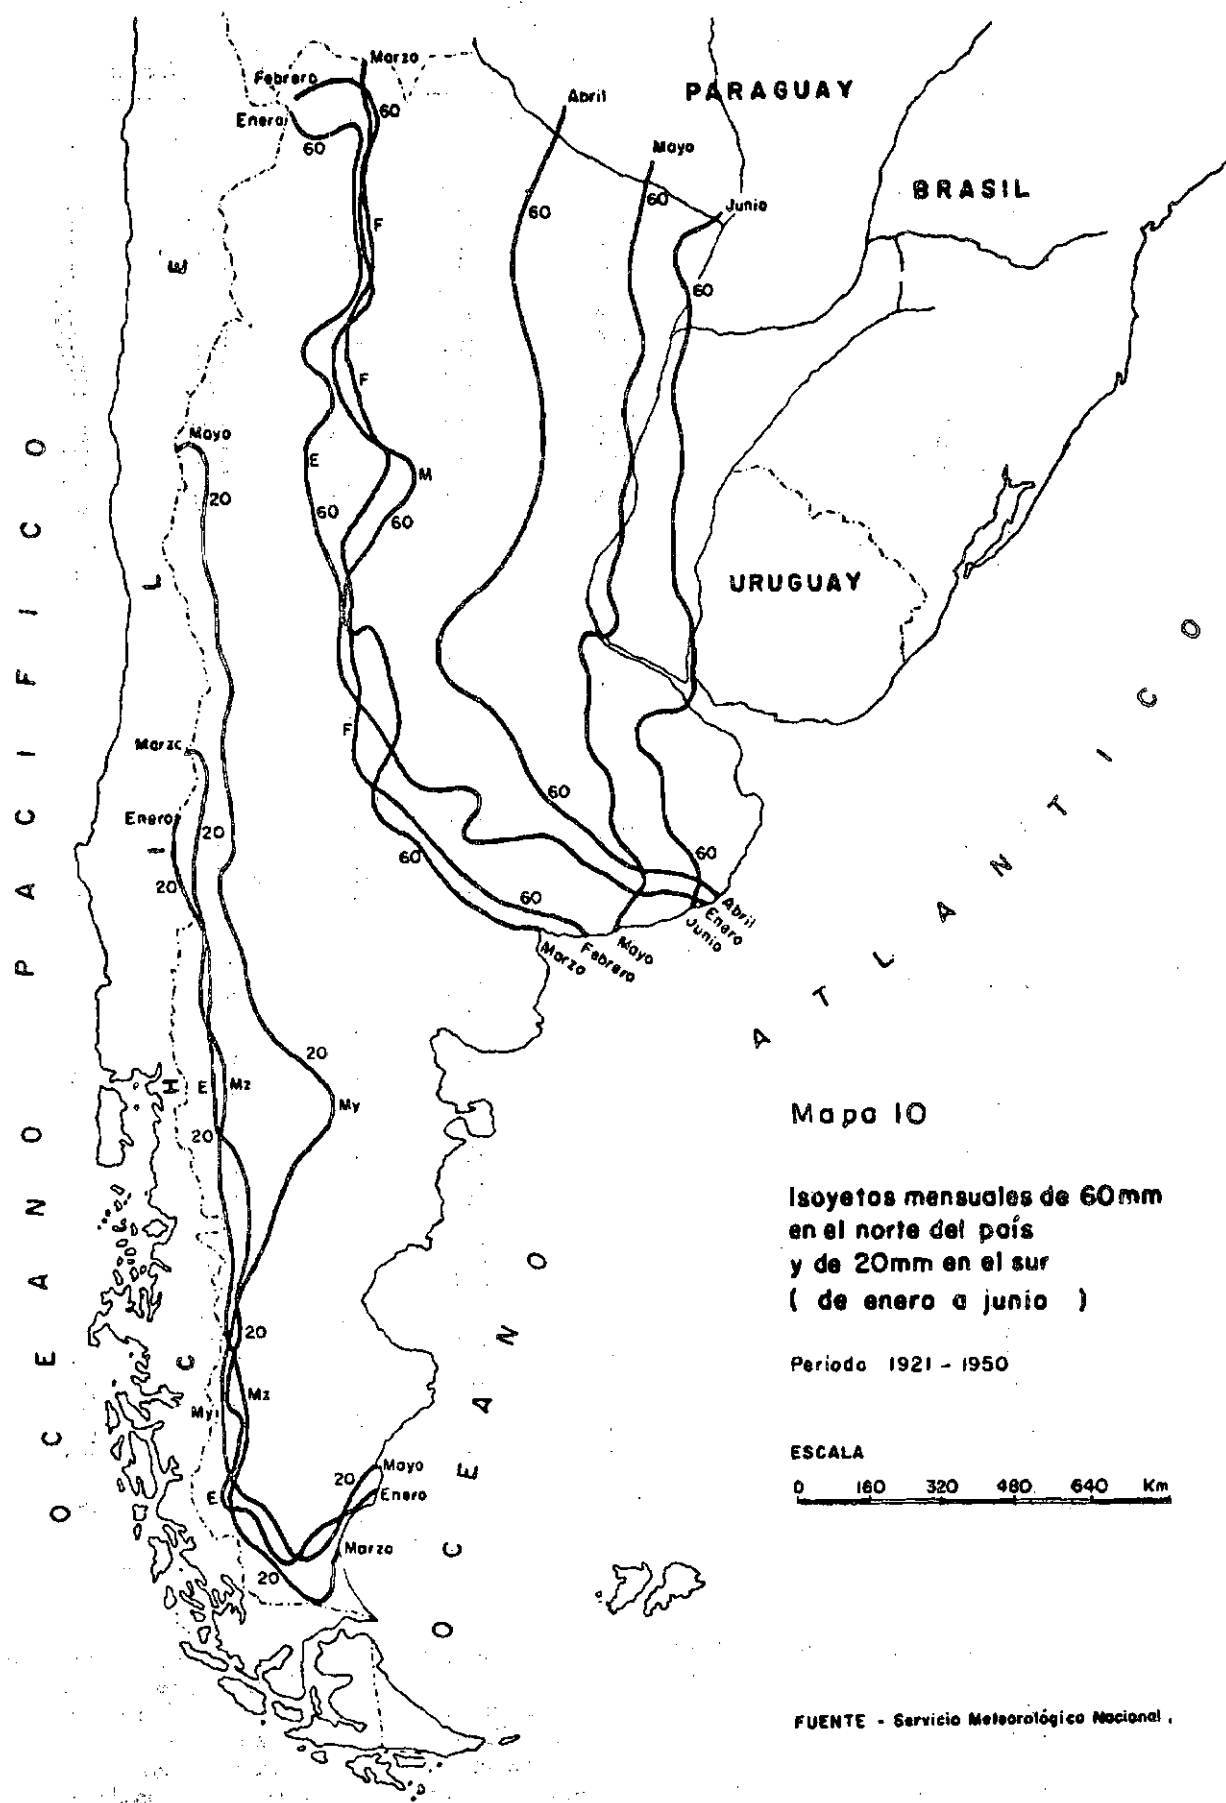 Marzo
Febrero
Enero
60
60
Abril
PARAGUAY
Mayo
60
Junio
60
BRASIL
60
F
F
E
M
60
60
Mayo
20
URUGUAY
Marzo
Enero
20
20
F
60
60
60
60
Abril
Enero
Junio
Mayo
Febrero
Marzo
20
E
Mz
My
20
20
Mz
My
E
20
Mayo
Enero
Marzo
20
CHILE
OCEANO PACIFICO
OCEANO ATLANTICO
Mapa 10
Isoyetas mensuales de 60mm
en el norte del país
y de 20mm en el sur
( de enero a junio )
Período 1921 - 1950
ESCALA
0 160 320 480 640 Km
FUENTE - Servicio Meteorológico Nacional.